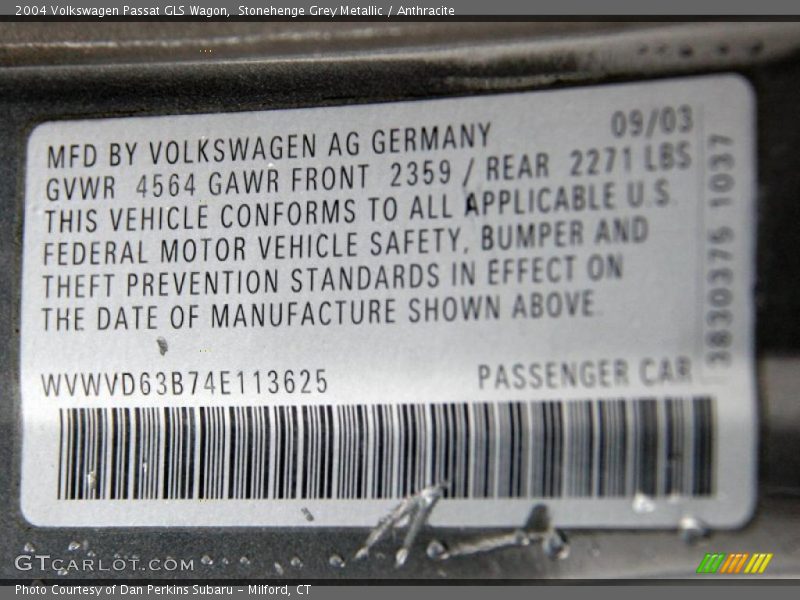 2004 Volkswagen Passat GLS Wagon,  Stonehenge Grey Metallic / Anthracite
09/03
MFD BY VOLKSWAGEN AG GERMANY
GVWR 4564 GAWR FRONT 2359 / REAR 2271 LBS
THIS VEHICLE CONFORMS TO ALL APPLICABLE U.S.
FEDERAL MOTOR VEHICLE SAFETY, BUMPER AND
THEFT PREVENTION STANDARDS IN EFFECT ON
THE DATE OF MANUFACTURE SHOWN ABOVE.
3830375 1037
WVWVD63B74E113625
PASSENGER CAR
GTCARLOT.COM
Photo Courtesy of Dan Perkins Subaru - Milford, CT